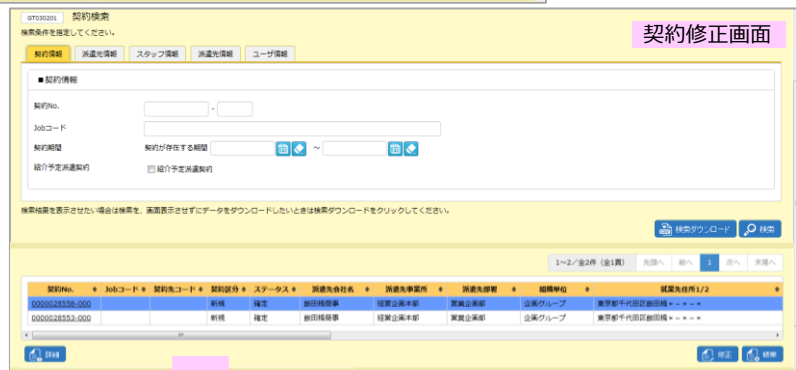 GT030201 契約検索
検索条件を指定してください。
契約修正画面
契約情報 派遣元情報 スタッフ情報 派遣先情報 ユーザ情報
■契約情報
契約No. -
Jobコード
契約期間 契約が存在する期間 ～
紹介予定派遣契約 紹介予定派遣契約
検索結果を表示させたい場合は検索を、画面表示させずにデータをダウンロードしたいときは検索ダウンロードをクリックしてください。
検索ダウンロード 検索
1～2/全2件（全1頁） 先頭へ 前へ 1 次へ 末尾へ
契約No. Jobコード 契約先コード 契約区分 ステータス 派遣先会社名 派遣先事業所 派遣先部署 組織単位 就業先住所1/2
0000028558-000 新規 確定 飯田橋商事 経営企画本部 営業企画部 企画グループ 東京都千代田区飯田橋*-*-*
0000028553-000 新規 確定 飯田橋商事 経営企画本部 営業企画部 企画グループ 東京都千代田区飯田橋*-*-*
詳細 修正